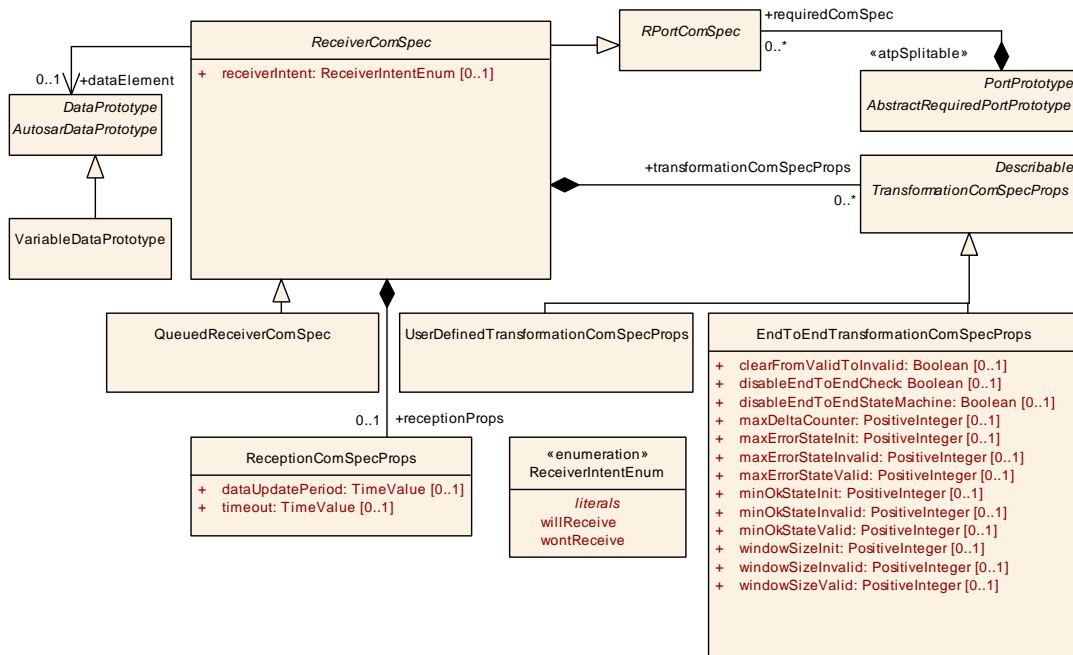 ReceiverComSpec
+ receiverIntent: ReceiverIntentEnum [0..1]
RPortComSpec
+requiredComSpec
0..*
«atpSplitable»
PortPrototype
AbstractRequiredPortPrototype
0..1
+dataElement
DataPrototype
AutosarDataPrototype
VariableDataPrototype
+transformationComSpecProps
0..*
Describable
TransformationComSpecProps
QueuedReceiverComSpec
UserDefinedTransformationComSpecProps
EndToEndTransformationComSpecProps
+ clearFromValidToInvalid: Boolean [0..1]
+ disableEndToEndCheck: Boolean [0..1]
+ disableEndToEndStateMachine: Boolean [0..1]
+ maxDeltaCounter: PositiveInteger [0..1]
+ maxErrorStateInit: PositiveInteger [0..1]
+ maxErrorStateInvalid: PositiveInteger [0..1]
+ maxErrorStateValid: PositiveInteger [0..1]
+ minOkStateInit: PositiveInteger [0..1]
+ minOkStateInvalid: PositiveInteger [0..1]
+ minOkStateValid: PositiveInteger [0..1]
+ windowSizeInit: PositiveInteger [0..1]
+ windowSizeInvalid: PositiveInteger [0..1]
+ windowSizeValid: PositiveInteger [0..1]
0..1
+receptionProps
ReceptionComSpecProps
+ dataUpdatePeriod: TimeValue [0..1]
+ timeout: TimeValue [0..1]
«enumeration»
ReceiverIntentEnum
literals
willReceive
wontReceive